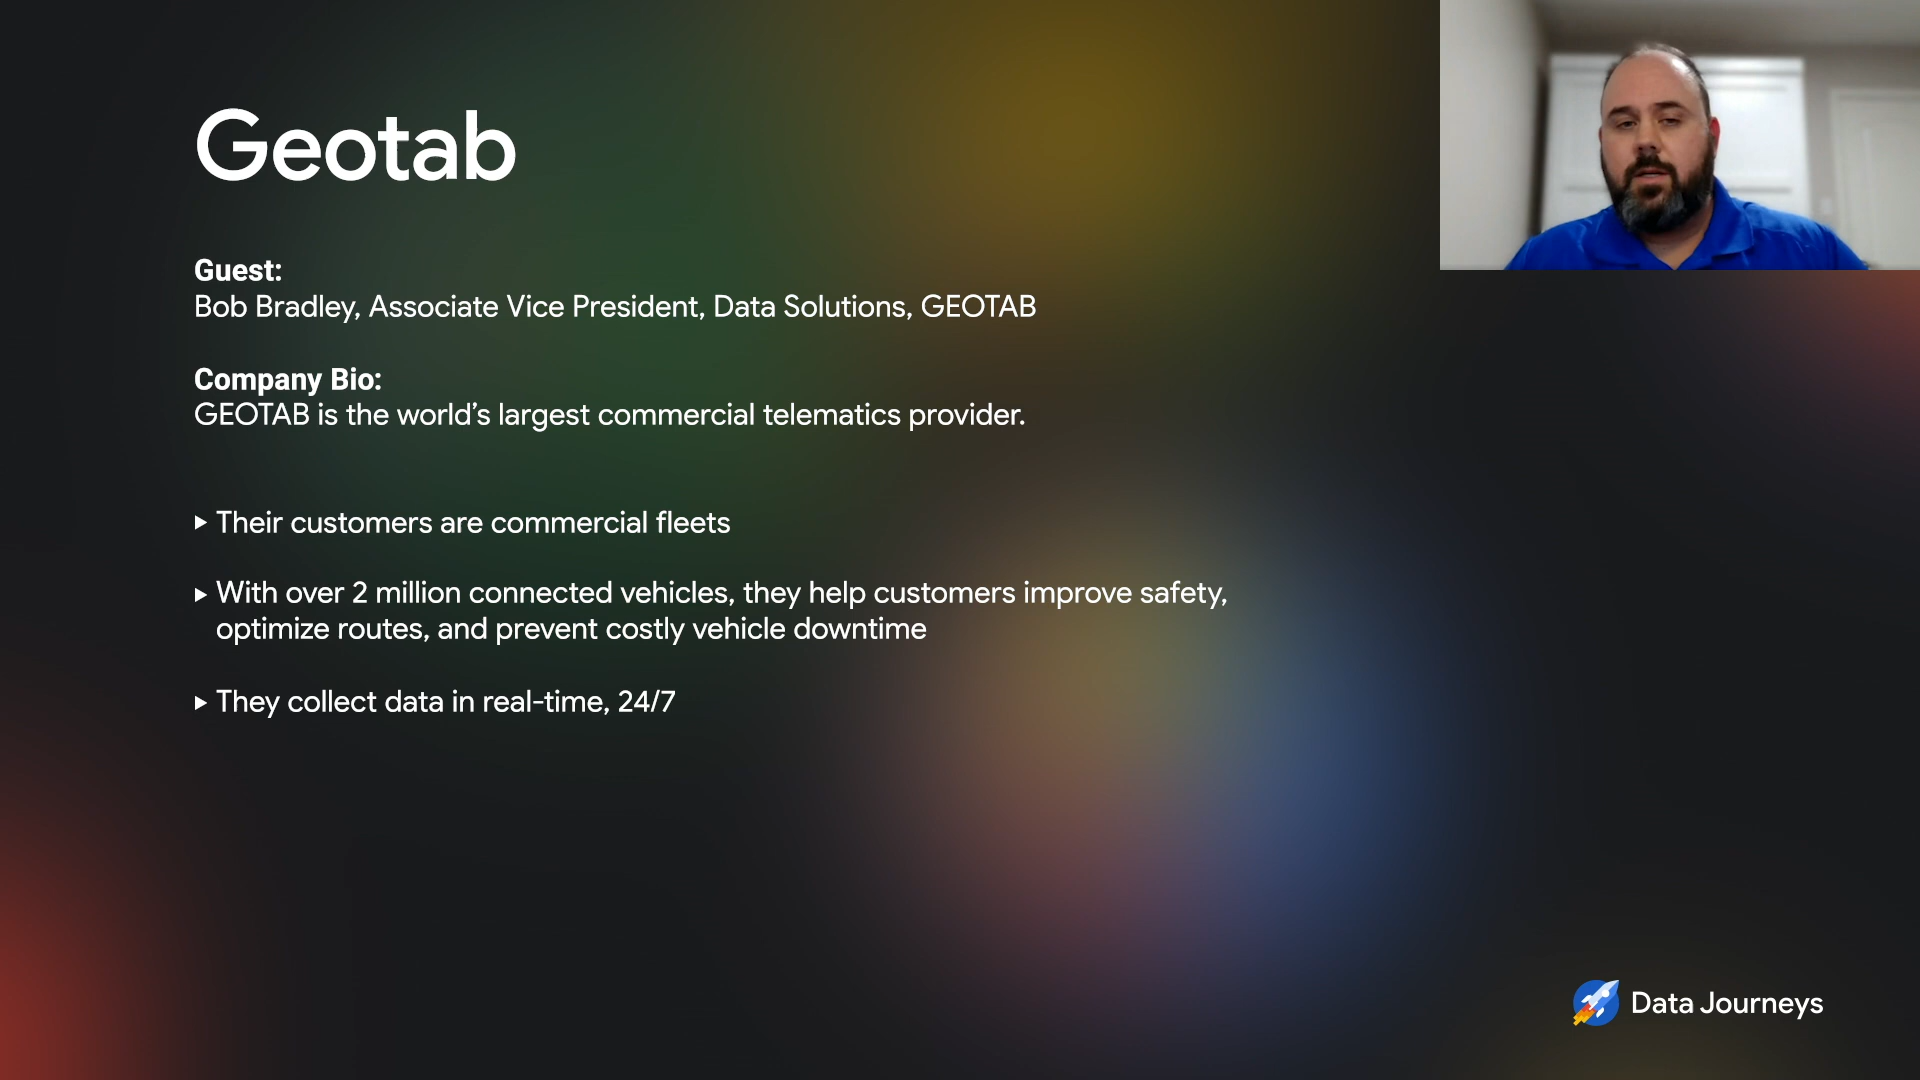 Geotab
Guest:
Bob Bradley, Associate Vice President, Data Solutions, GEOTAB
Company Bio:
GEOTAB is the world’s largest commercial telematics provider.
▸ Their customers are commercial fleets
▸ With over 2 million connected vehicles, they help customers improve safety,
optimize routes, and prevent costly vehicle downtime
▸ They collect data in real-time, 24/7
Data Journeys